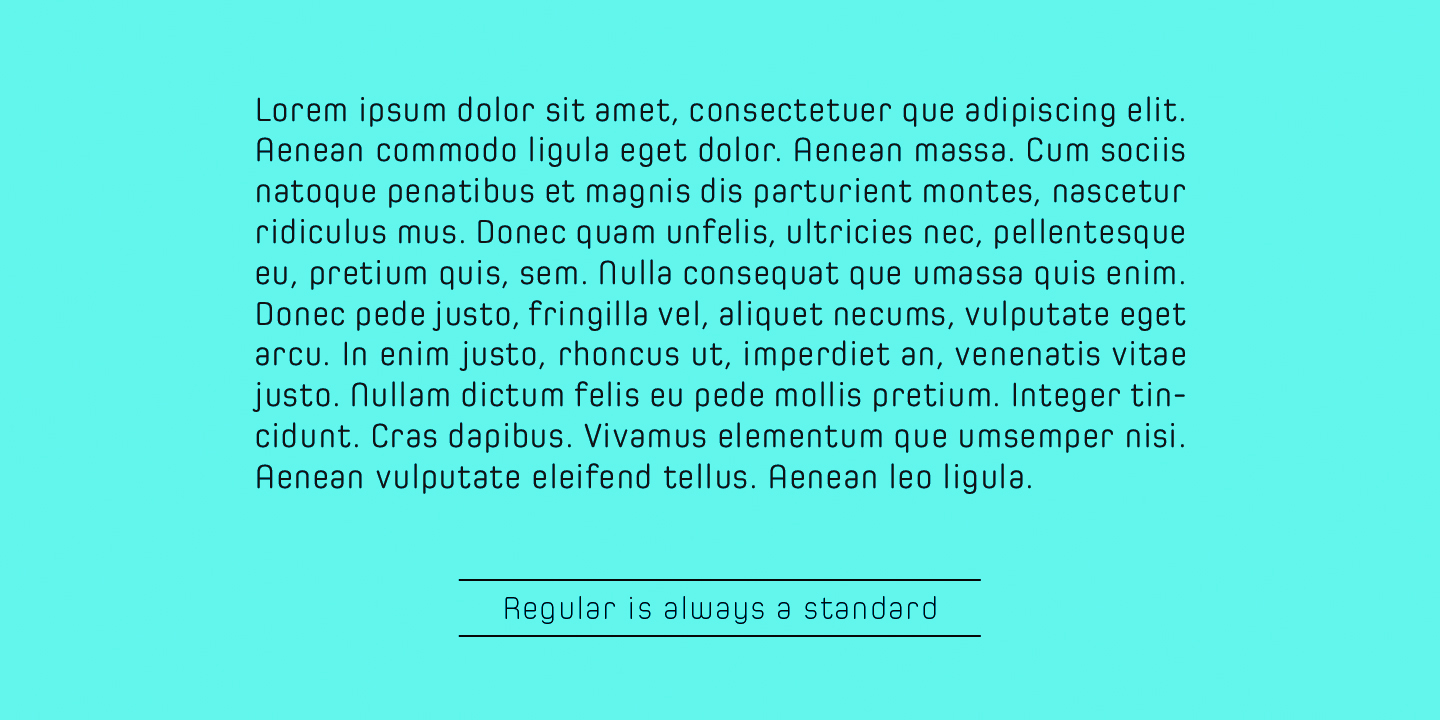 Lorem ipsum dolor sit amet, consectetuer que adipiscing elit.
Aenean commodo ligula eget dolor. Aenean massa. Cum sociis
natoque penatibus et magnis dis parturient montes, nascetur
ridiculus mus. Donec quam unfelis, ultricies nec, pellentesque
eu, pretium quis, sem. Nulla consequat que umassa quis enim.
Donec pede justo, fringilla vel, aliquet necums, vulputate eget
arcu. In enim justo, rhoncus ut, imperdiet an, venenatis vitae
justo. Nullam dictum felis eu pede mollis pretium. Integer tin-
cidunt. Cras dapibus. Vivamus elementum que umsemper nisi.
Aenean vulputate eleifend tellus. Aenean leo ligula.
Regular is always a standard